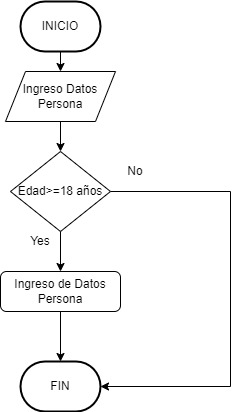 INICIO
Ingreso Datos
Persona
No
Edad>=18 años
Yes
Ingreso de Datos
Persona
FIN